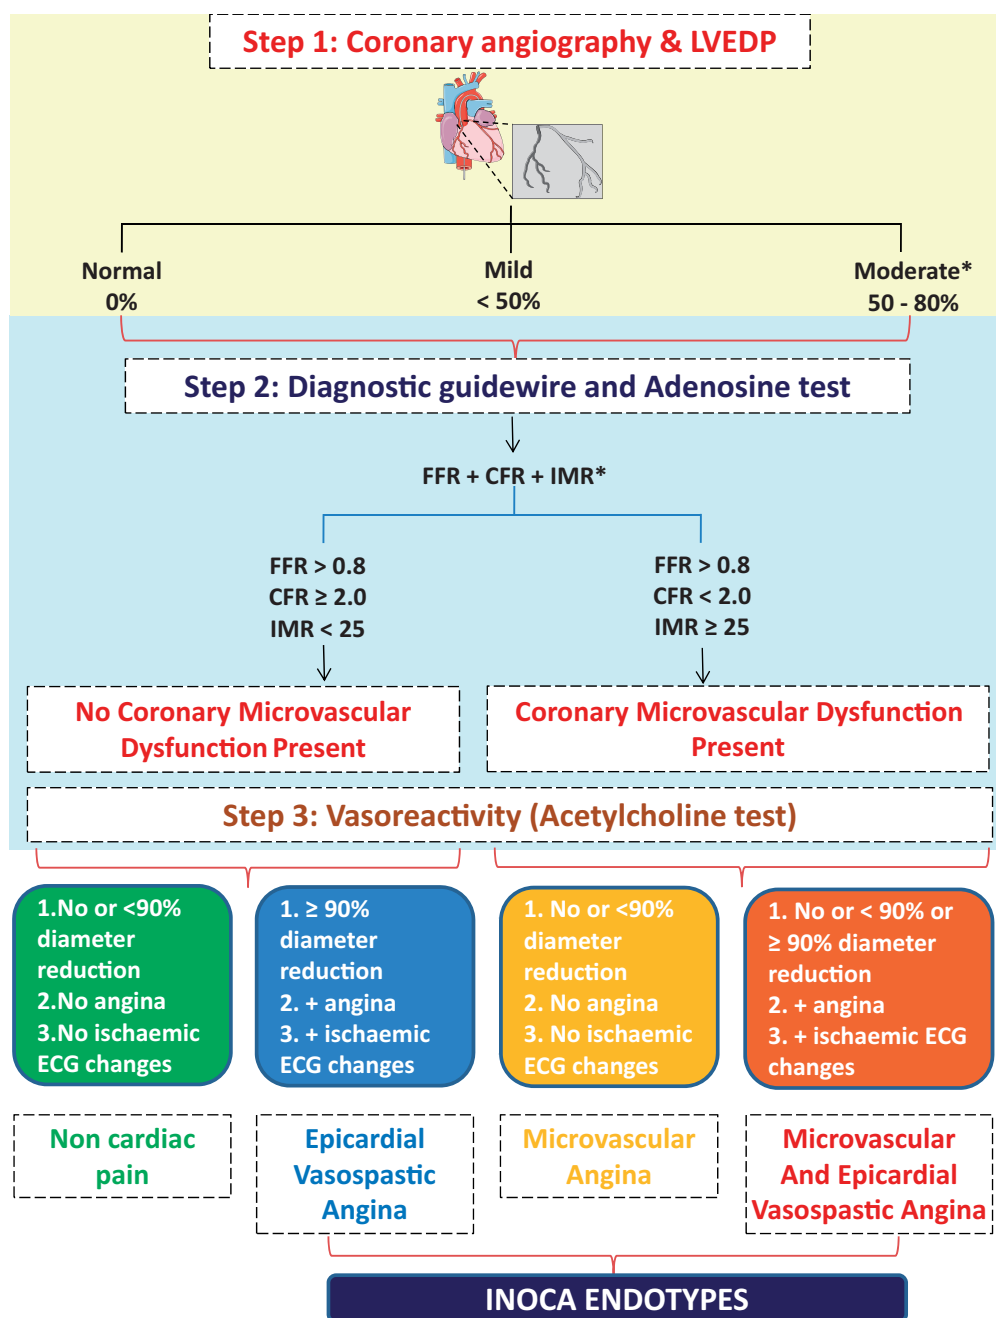 Step 1: Coronary angiography & LVEDP
Normal
0%
Mild
< 50%
Moderate*
50 - 80%
Step 2: Diagnostic guidewire and Adenosine test
FFR + CFR + IMR*
FFR > 0.8
CFR ≥ 2.0
IMR < 25
FFR > 0.8
CFR < 2.0
IMR ≥ 25
No Coronary Microvascular
Dysfunction Present
Coronary Microvascular Dysfunction
Present
Step 3: Vasoreactivity (Acetylcholine test)
1.No or <90%
diameter
reduction
2.No angina
3.No ischaemic
ECG changes
1. ≥ 90%
diameter
reduction
2. + angina
3. + ischaemic
ECG changes
1. No or <90%
diameter
reduction
2. No angina
3. No ischaemic
ECG changes
1. No or < 90% or
≥ 90% diameter
reduction
2. + angina
3. + ischaemic ECG
changes
Non cardiac
pain
Epicardial
Vasospastic
Angina
Microvascular
Angina
Microvascular
And Epicardial
Vasospastic Angina
INOCA ENDOTYPES